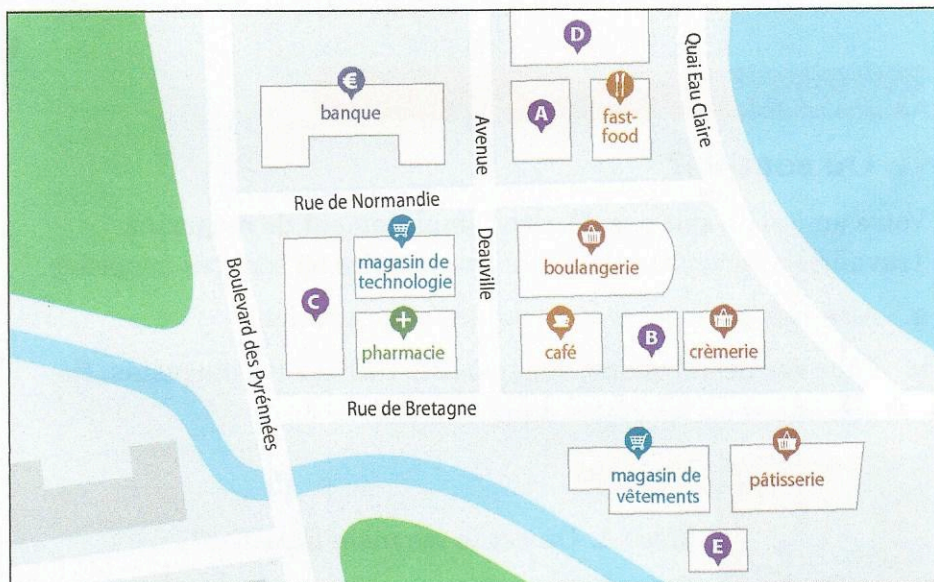 D
Quai Eau Claire
€
banque
Avenue
A
fast-
food
Rue de Normandie
Deauville
magasin de
technologie
boulangerie
Boulevard des Pyrénnées
C
pharmacie
café
B
crèmerie
Rue de Bretagne
magasin de
vêtements
pâtisserie
E